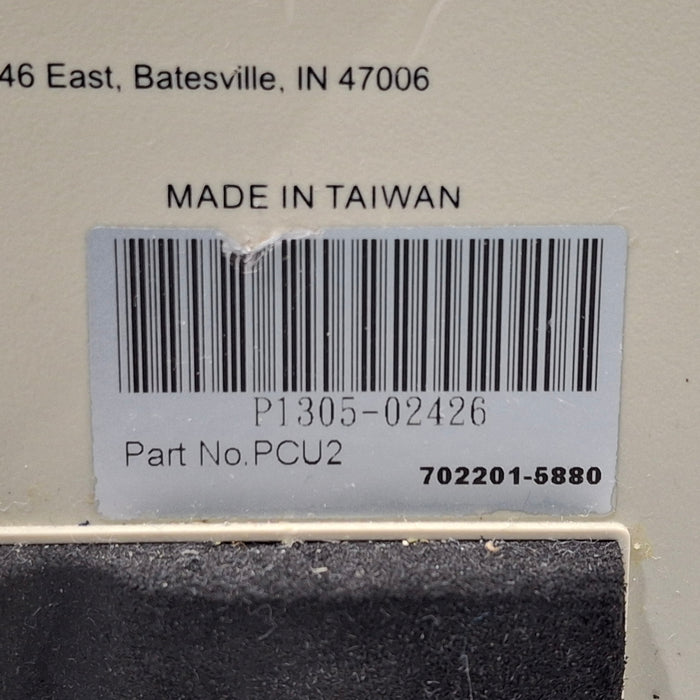 46 East, Batesville, IN 47006
MADE IN TAIWAN
P1305-02426
Part No.PCU2
702201-5880